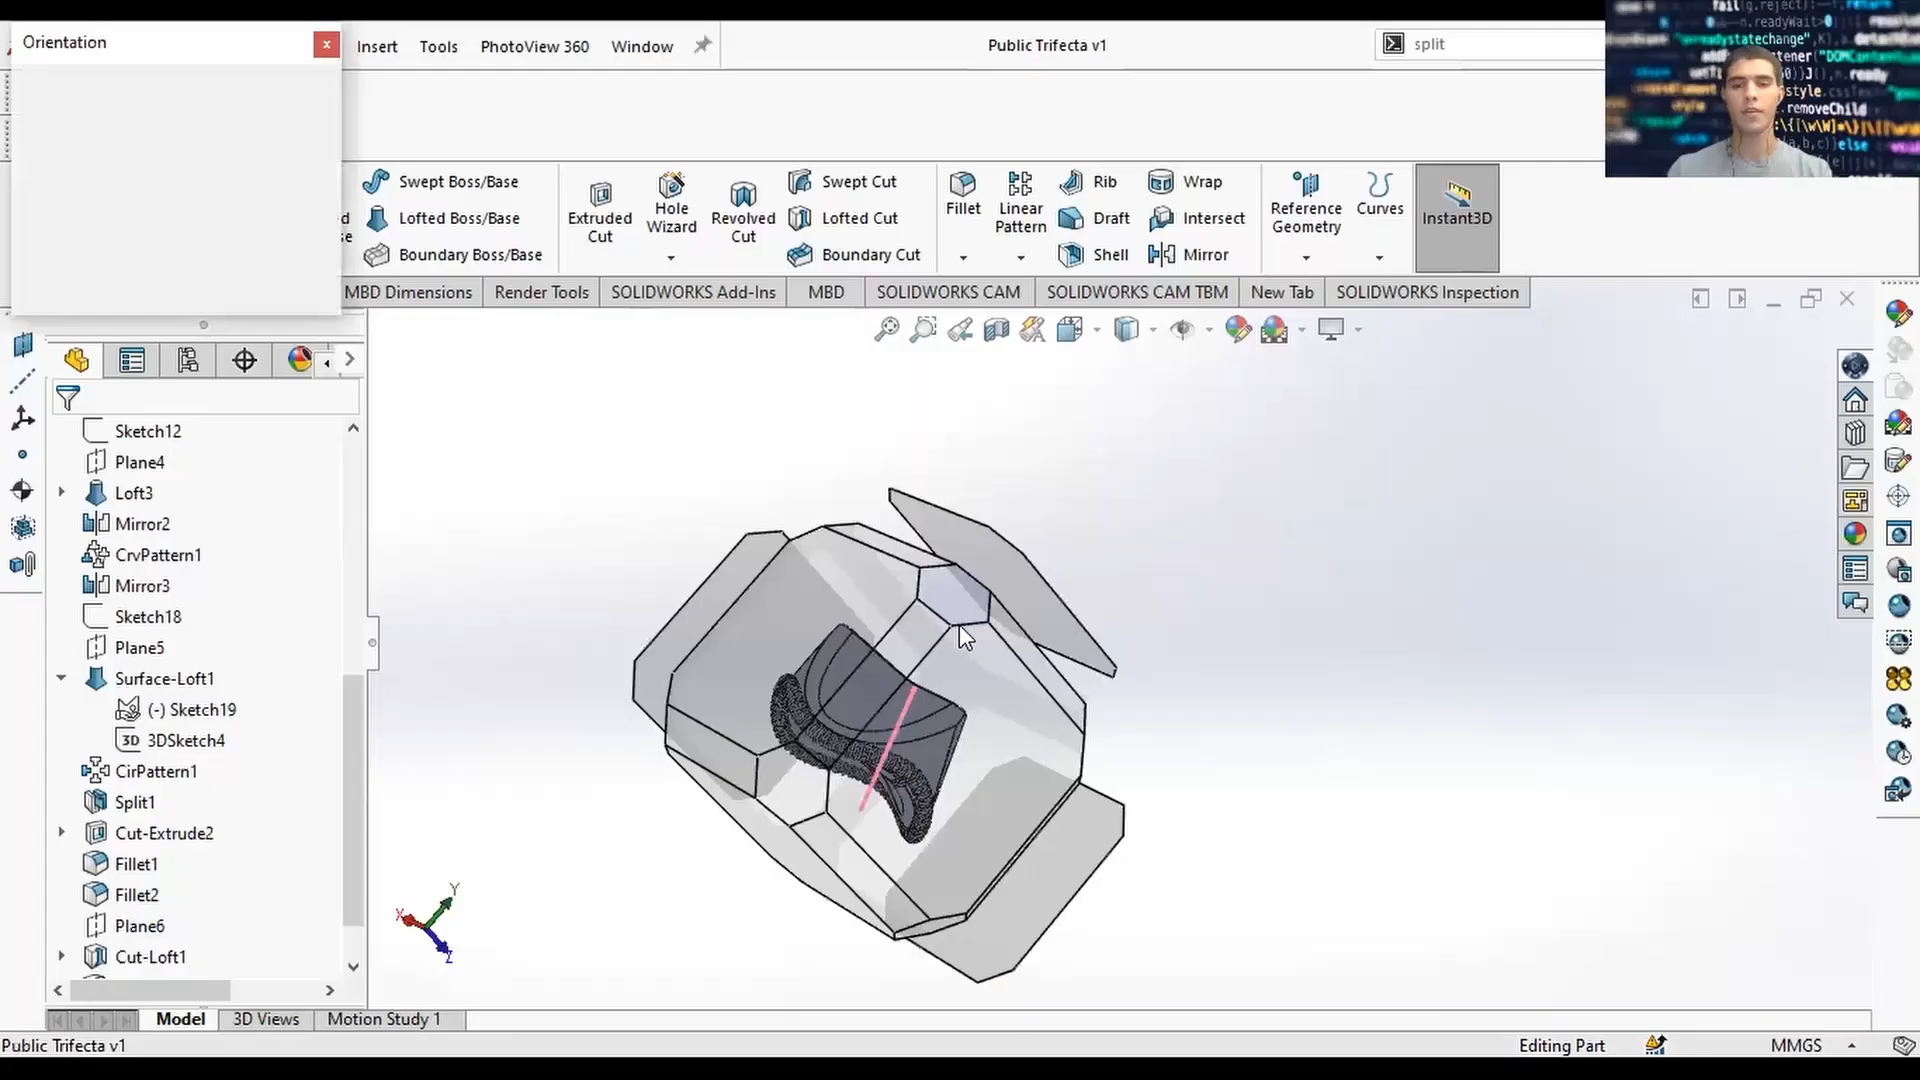 Orientation
x
Insert
Tools
PhotoView 360
Window
Public Trifecta v1
split
Swept Boss/Base
Lofted Boss/Base
Boundary Boss/Base
Extruded
Cut
Hole
Wizard
Revolved
Cut
Swept Cut
Lofted Cut
Boundary Cut
Fillet
Linear
Pattern
Rib
Draft
Shell
Wrap
Intersect
Mirror
Reference
Geometry
Curves
Instant3D
MBD Dimensions
Render Tools
SOLIDWORKS Add-Ins
MBD
SOLIDWORKS CAM
SOLIDWORKS CAM TBM
New Tab
SOLIDWORKS Inspection
Sketch12
Plane4
Loft3
Mirror2
CrvPattern1
Mirror3
Sketch18
Plane5
Surface-Loft1
(-) Sketch19
3D 3DSketch4
CirPattern1
Split1
Cut-Extrude2
Fillet1
Fillet2
Plane6
Cut-Loft1
Y
X
Z
Model
3D Views
Motion Study 1
Public Trifecta v1
Editing Part
MMGS